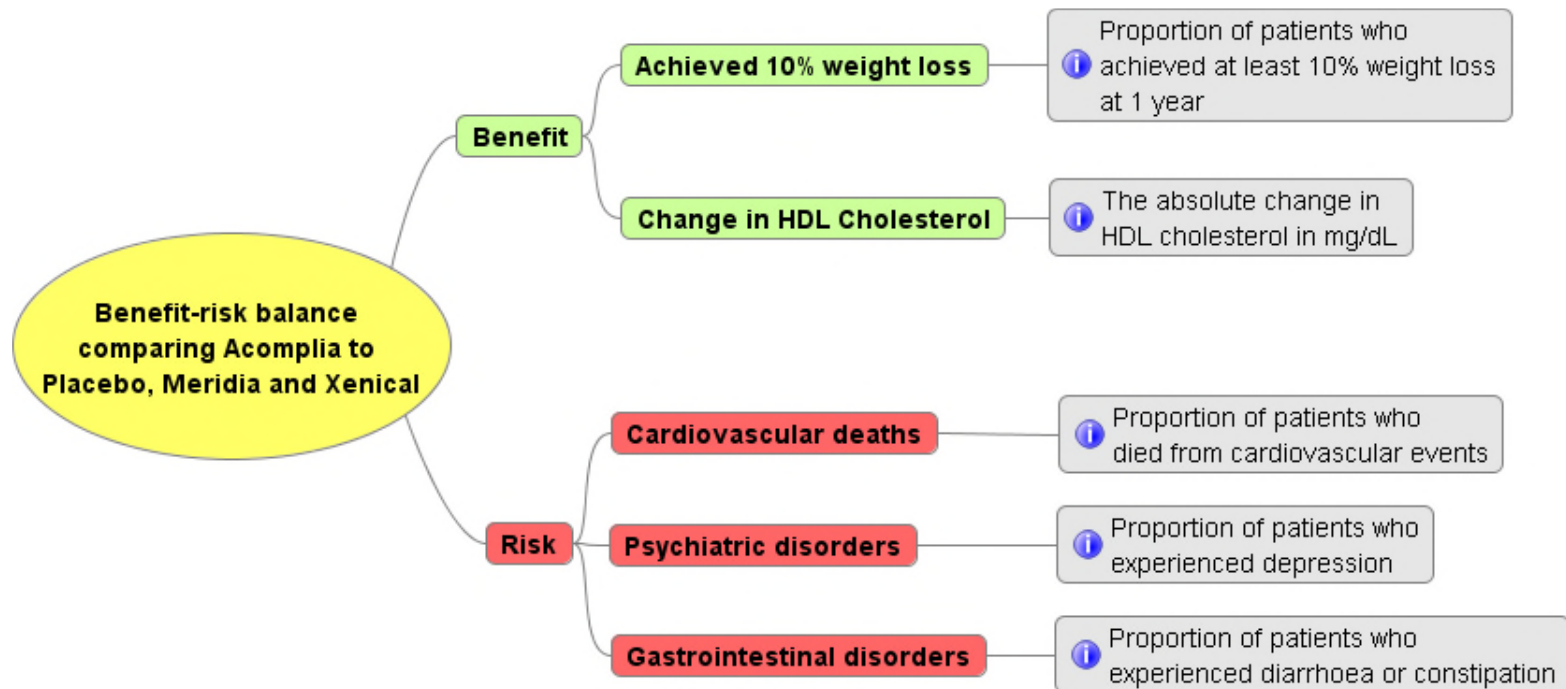 Achieved 10% weight loss
Proportion of patients who
achieved at least 10% weight loss
at 1 year
Benefit
Change in HDL Cholesterol
The absolute change in
HDL cholesterol in mg/dL
Benefit-risk balance
comparing Acomplia to
Placebo, Meridia and Xenical
Cardiovascular deaths
Proportion of patients who
died from cardiovascular events
Risk
Psychiatric disorders
Proportion of patients who
experienced depression
Gastrointestinal disorders
Proportion of patients who
experienced diarrhoea or constipation